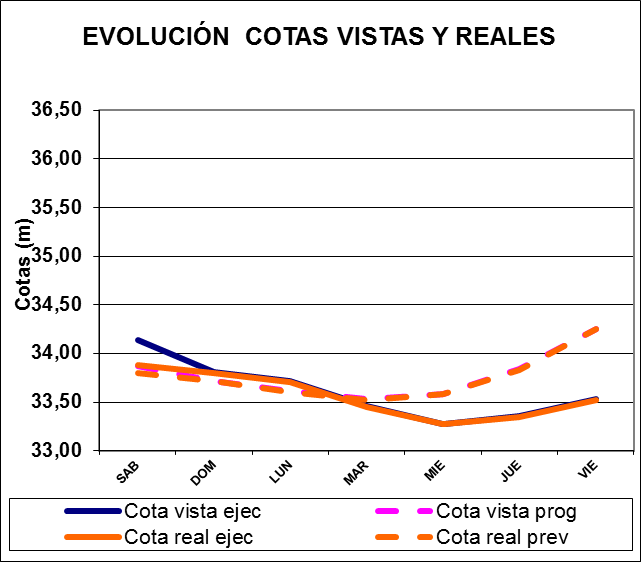 EVOLUCIÓN  COTAS VISTAS Y REALES
36,50
36,00
35,50
35,00
34,50
34,00
33,50
33,00
Cotas (m)
SAB DOM LUN MAR MIE JUE VIE
Cota vista ejec Cota vista prog
Cota real ejec Cota real prev